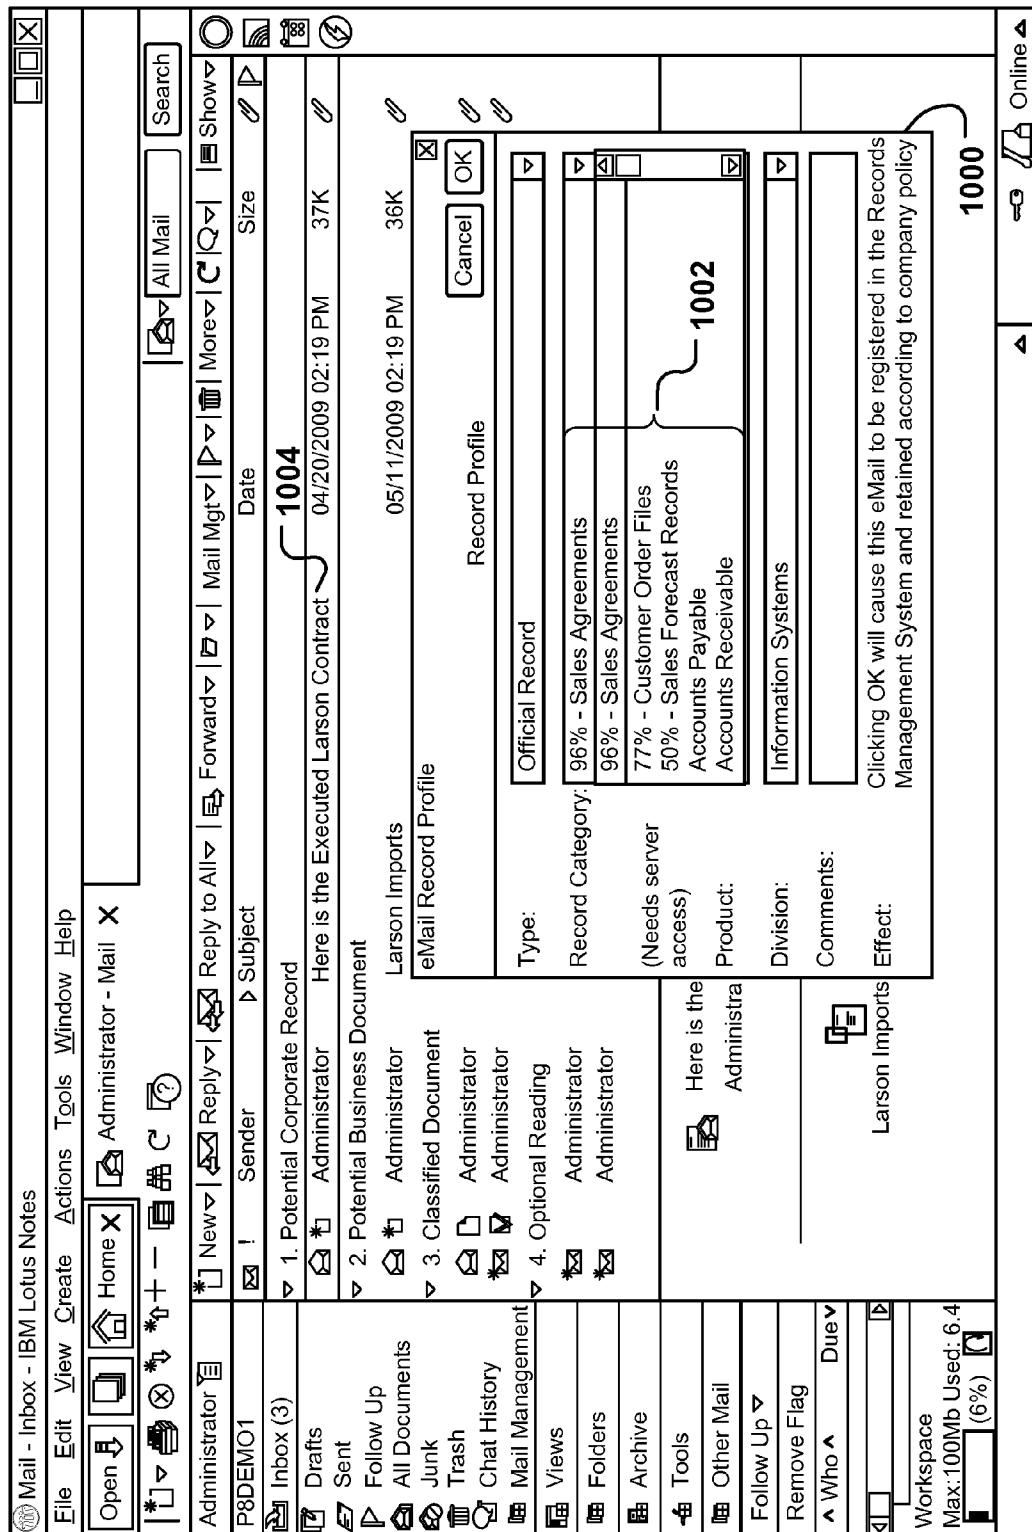 Mail - Inbox - IBM Lotus Notes
File Edit View Create Actions Tools Window Help
Open Home X Administrator - Mail X
All Mail Search
Administrator
New Reply Reply to All Forward Mail Mgt More Show
P8DEMO1
! Sender Subject Date Size
Inbox (3)
Drafts
Sent
Follow Up
All Documents
Junk
Trash
Chat History
Mail Management
Views
Folders
Archive
Tools
Other Mail
Follow Up
Remove Flag
Who Due
Workspace
Max:100Mb Used: 6.4
(6%)
1. Potential Corporate Record
1004
Administrator Here is the Executed Larson Contract 04/20/2009 02:19 PM 37K
2. Potential Business Document
Administrator Larson Imports 05/11/2009 02:19 PM 36K
3. Classified Document
Administrator
Administrator
4. Optional Reading
Administrator
Administrator
Here is the
Administra
Larson Imports
eMail Record Profile
Cancel OK
Record Profile
Type: Official Record
Record Category: 96% - Sales Agreements
96% - Sales Agreements
(Needs server
access)
77% - Customer Order Files
50% - Sales Forecast Records
Accounts Payable
Accounts Receivable
1002
Product:
Division: Information Systems
Comments:
Effect: Clicking OK will cause this eMail to be registered in the Records
Management System and retained according to company policy
1000
Online